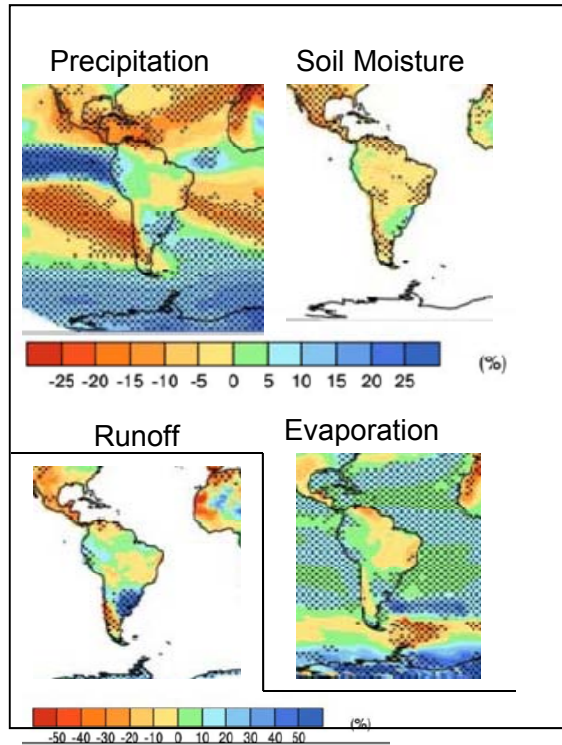 Precipitation Soil Moisture
-25 -20 -15 -10 -5 0 5 10 15 20 25 (%)
Runoff Evaporation
-50 -40 -30 -20 -10 0 10 20 30 40 50 (%)